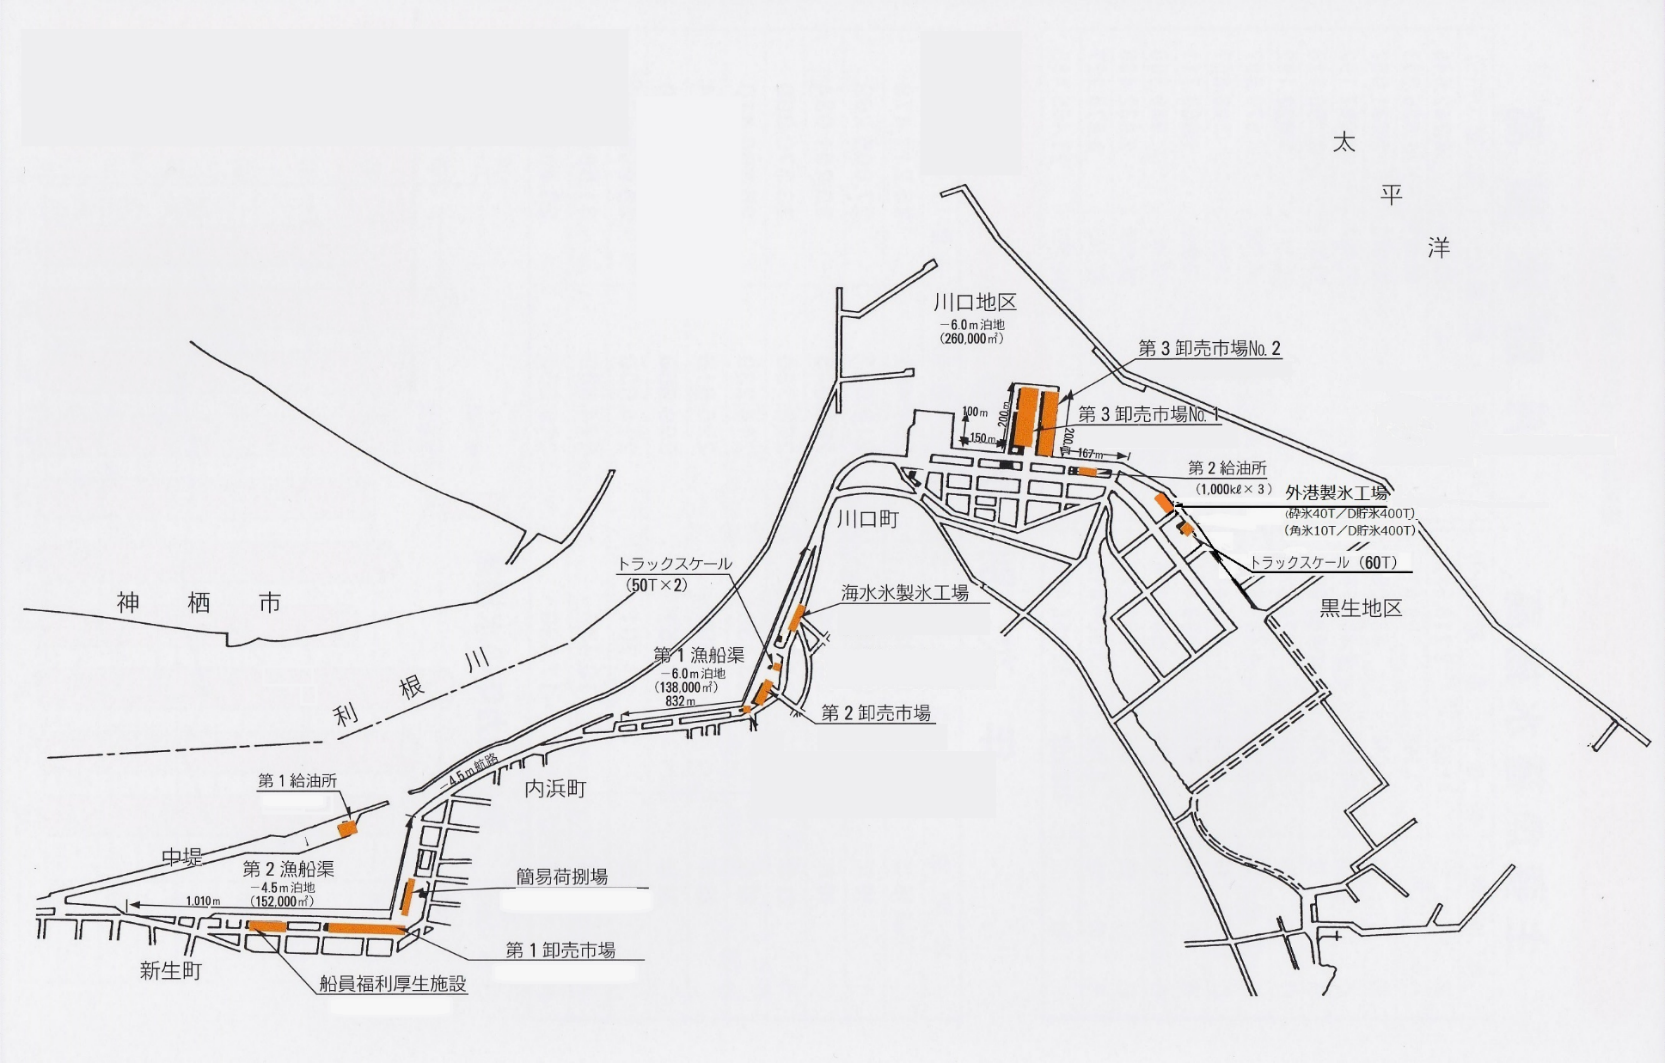 太平洋
川口地区
−6.0m泊地
(260,000㎡)
第3卸売市場No.2
第3卸売市場No.1
100m
200m
150m
200m
167m
第2給油所
(1,000kℓ×3)
外港製氷工場
(砕氷40T/D貯氷400T)
(角氷10T/D貯氷400T)
トラックスケール (60T)
黒生地区
川口町
トラックスケール
(50T×2)
海水氷製氷工場
神栖市
利根川
第1漁船渠
−6.0m泊地
(138,000㎡)
832m
第2卸売市場
−4.5m航路
内浜町
第1給油所
中堤
第2漁船渠
−4.5m泊地
(152,000㎡)
1,010m
簡易荷捌場
第1卸売市場
新生町
船員福利厚生施設